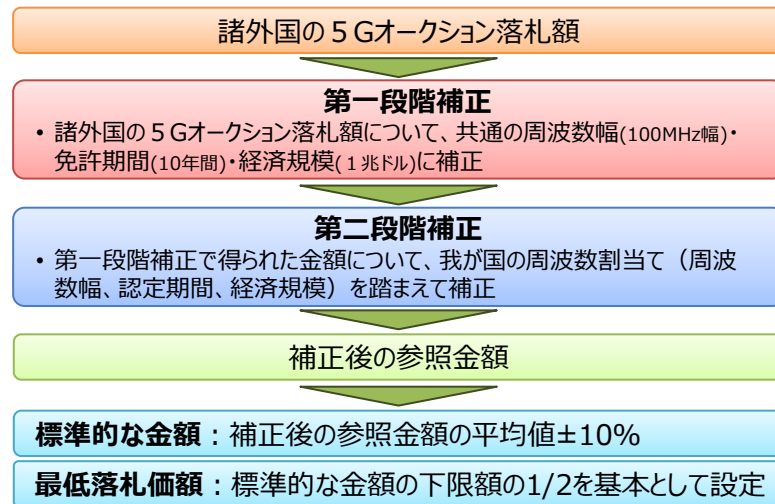 諸外国の５Gオークション落札額
第一段階補正
• 諸外国の５Gオークション落札額について、共通の周波数幅(100MHz幅)・
免許期間(10年間)・経済規模(１兆ドル)に補正
第二段階補正
• 第一段階補正で得られた金額について、我が国の周波数割当て（周波
数幅、認定期間、経済規模）を踏まえて補正
補正後の参照金額
標準的な金額：補正後の参照金額の平均値±10%
最低落札価額：標準的な金額の下限額の1/2を基本として設定